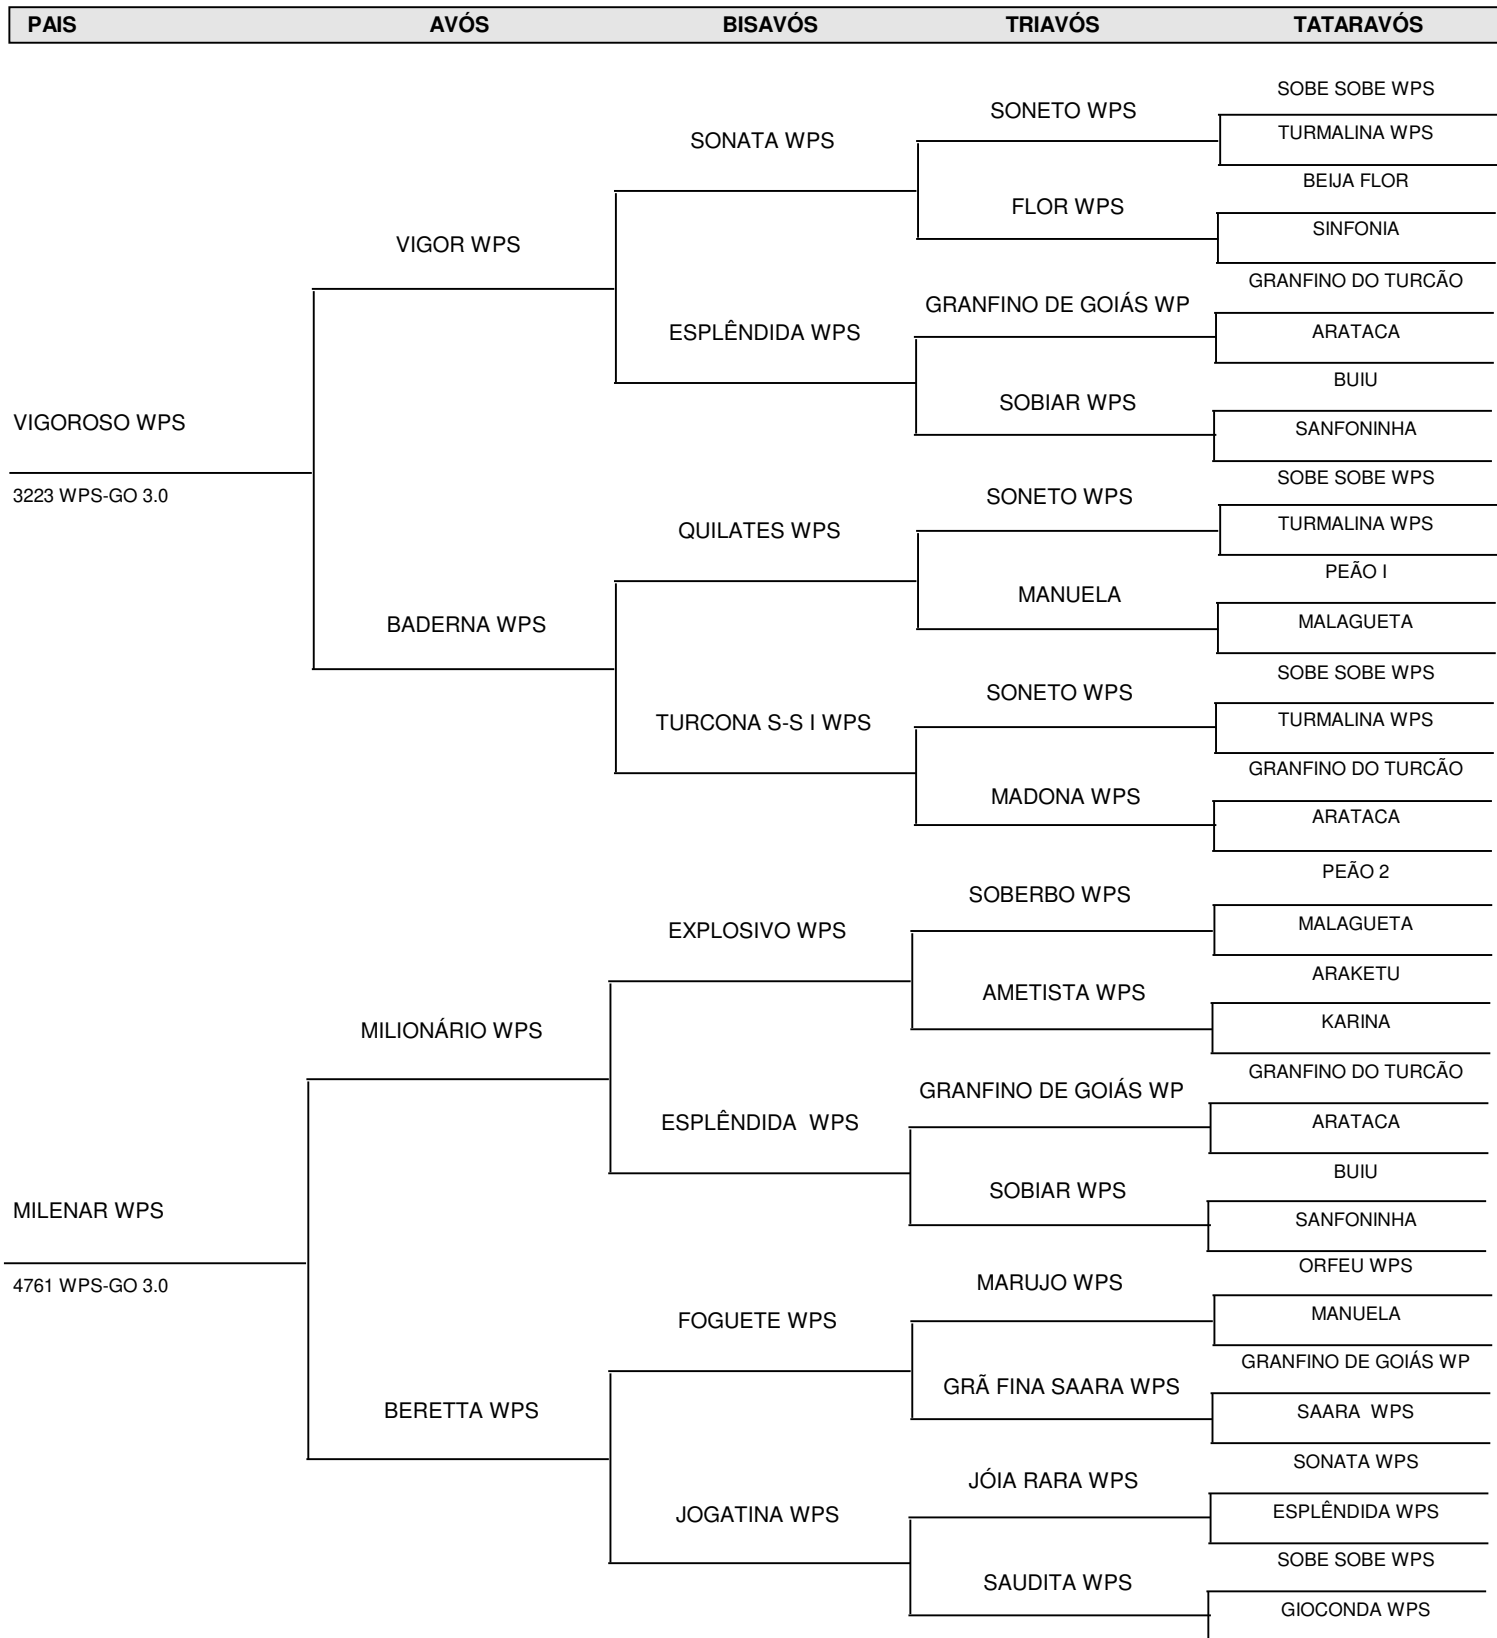 PAIS AVÓS BISAVÓS TRIAVÓS TATARAVÓS
SOBE SOBE WPS
SONETO WPS
TURMALINA WPS
SONATA WPS
BEIJA FLOR
FLOR WPS
SINFONIA
VIGOR WPS
GRANFINO DO TURCÃO
GRANFINO DE GOIÁS WP
ARATACA
ESPLÊNDIDA WPS
BUIU
SOBIAR WPS
SANFONINHA
VIGOROSO WPS
3223 WPS-GO 3.0
SOBE SOBE WPS
SONETO WPS
TURMALINA WPS
QUILATES WPS
PEÃO I
MANUELA
MALAGUETA
BADERNA WPS
SOBE SOBE WPS
SONETO WPS
TURMALINA WPS
TURCONA S-S I WPS
GRANFINO DO TURCÃO
MADONA WPS
ARATACA
PEÃO 2
SOBERBO WPS
MALAGUETA
EXPLOSIVO WPS
ARAKETU
AMETISTA WPS
KARINA
MILIONÁRIO WPS
GRANFINO DO TURCÃO
GRANFINO DE GOIÁS WP
ARATACA
ESPLÊNDIDA  WPS
BUIU
SOBIAR WPS
SANFONINHA
MILENAR WPS
4761 WPS-GO 3.0
ORFEU WPS
MARUJO WPS
MANUELA
FOGUETE WPS
GRANFINO DE GOIÁS WP
GRÃ FINA SAARA WPS
SAARA  WPS
BERETTA WPS
SONATA WPS
JÓIA RARA WPS
ESPLÊNDIDA WPS
JOGATINA WPS
SOBE SOBE WPS
SAUDITA WPS
GIOCONDA WPS